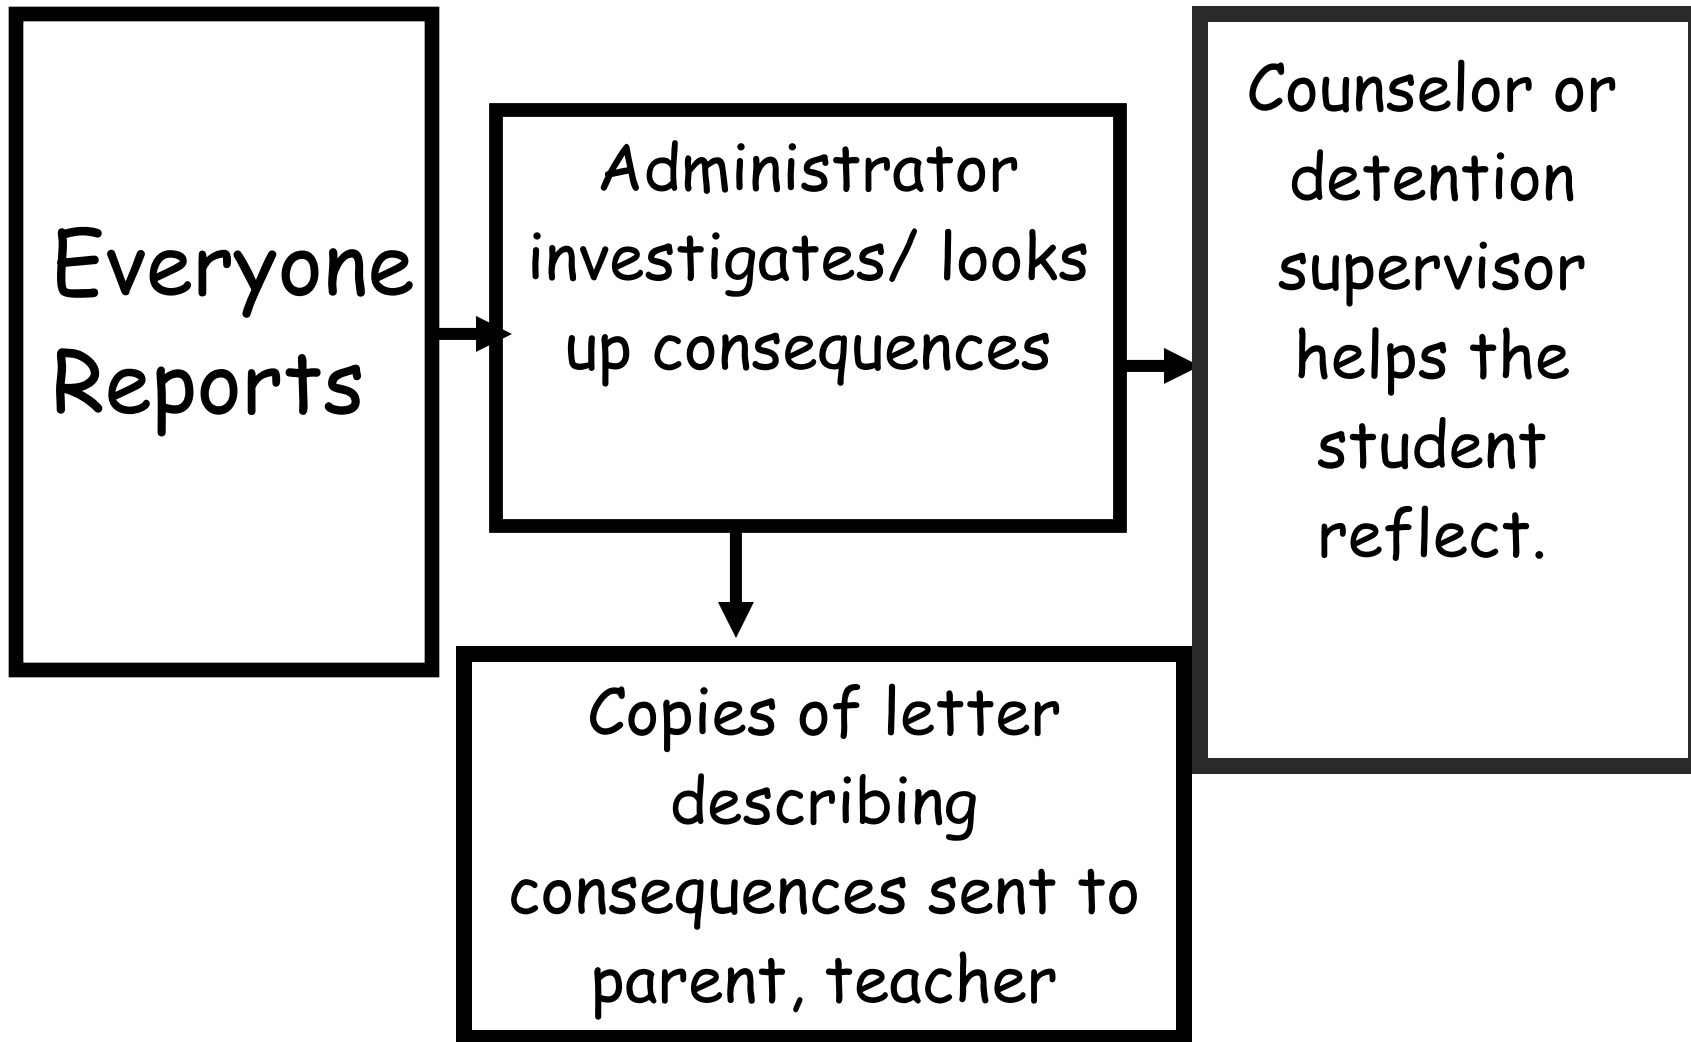 Everyone
Reports
Administrator
investigates/ looks
up consequences
Counselor or
detention
supervisor
helps the
student
reflect.
Copies of letter
describing
consequences sent to
parent, teacher